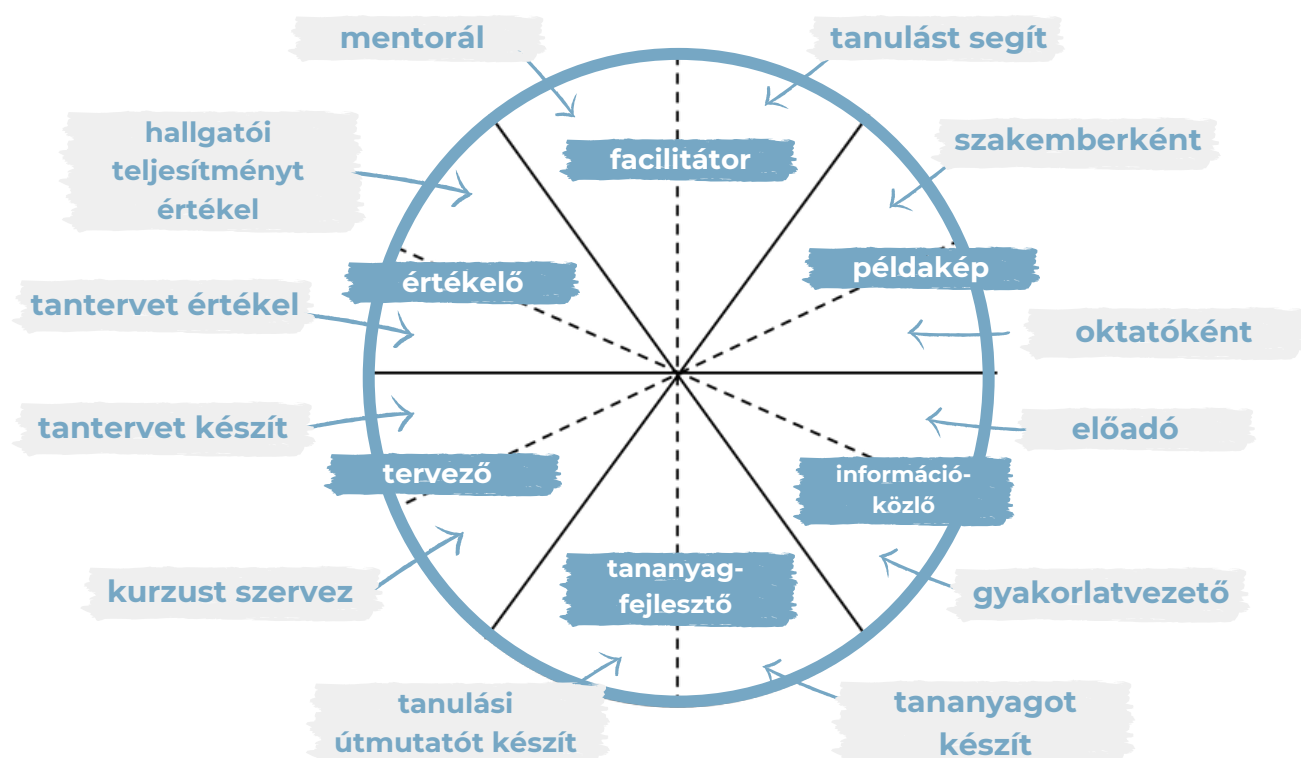 mentorál
tanulást segít
hallgatói
teljesítményt
értékel
szakemberként
facilitátor
értékelő
példakép
tantervet értékel
oktatóként
tantervet készít
előadó
tervező
információ-
közlő
kurzust szervez
tananyag-
fejlesztő
gyakorlatvezető
tanulási
útmutatót készít
tananyagot
készít